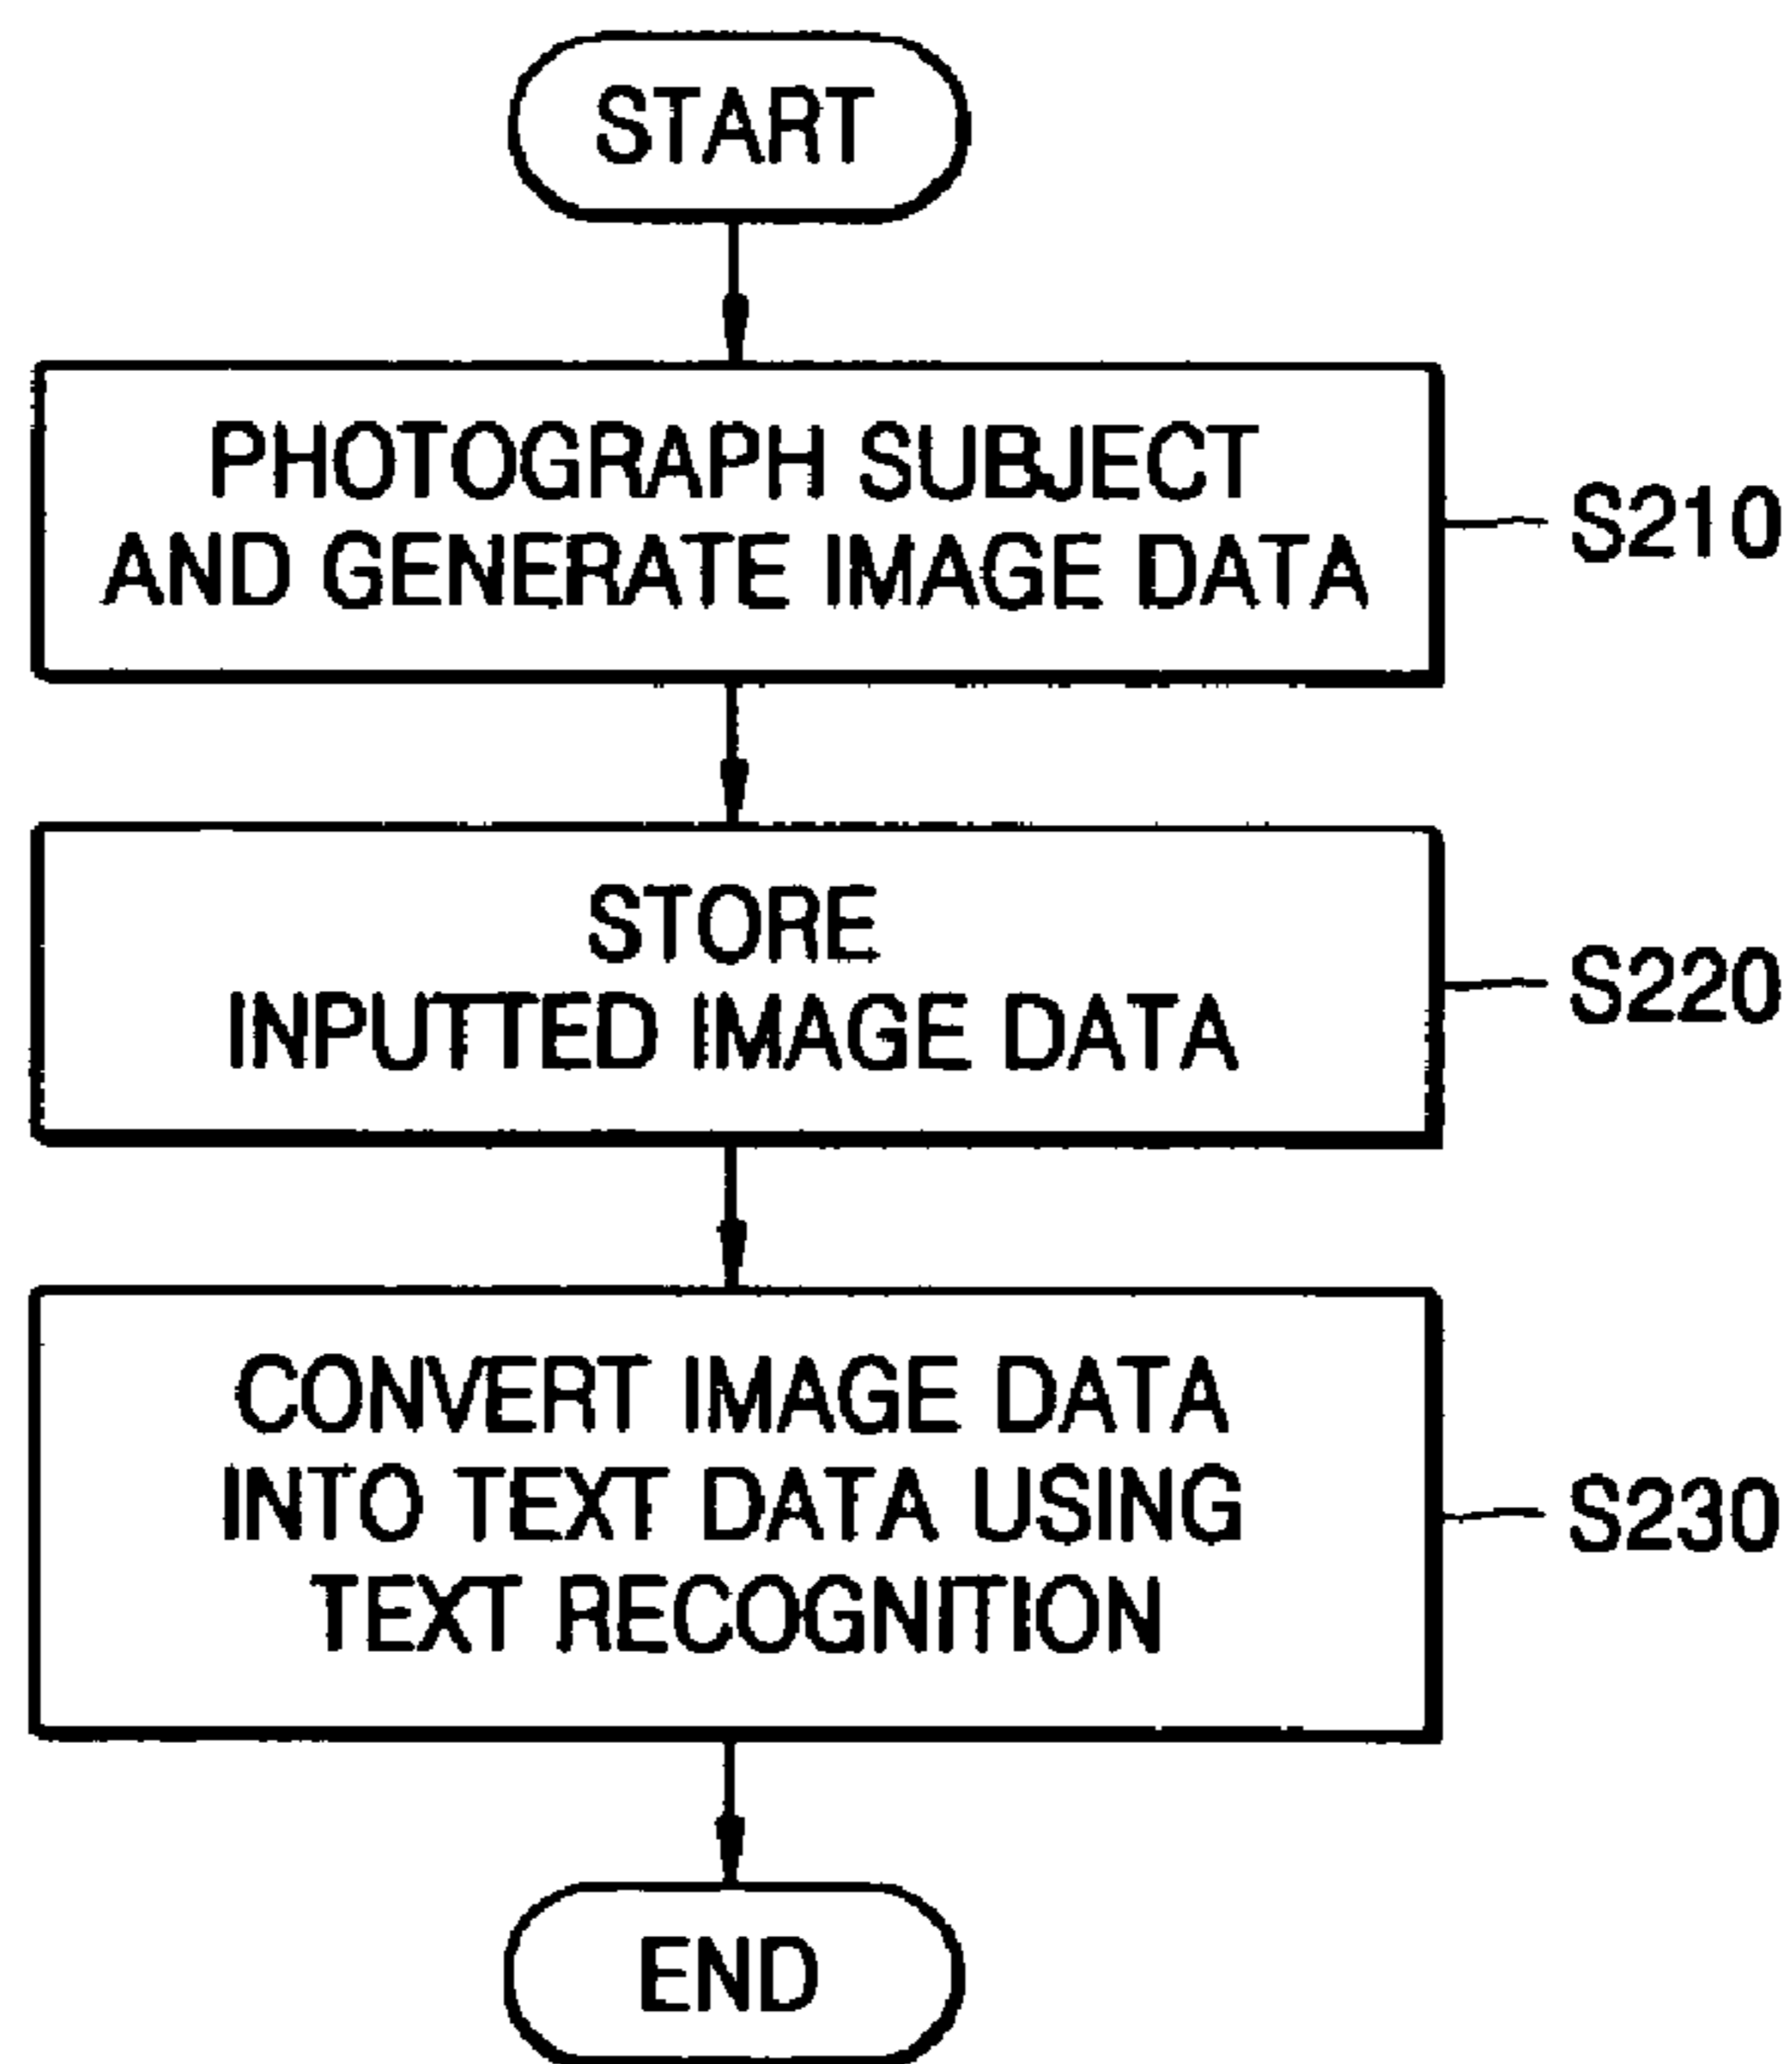 START
PHOTOGRAPH SUBJECT
AND GENERATE IMAGE DATA
S210
STORE
INPUTTED IMAGE DATA
S220
CONVERT IMAGE DATA
INTO TEXT DATA USING
TEXT RECOGNITION
S230
END